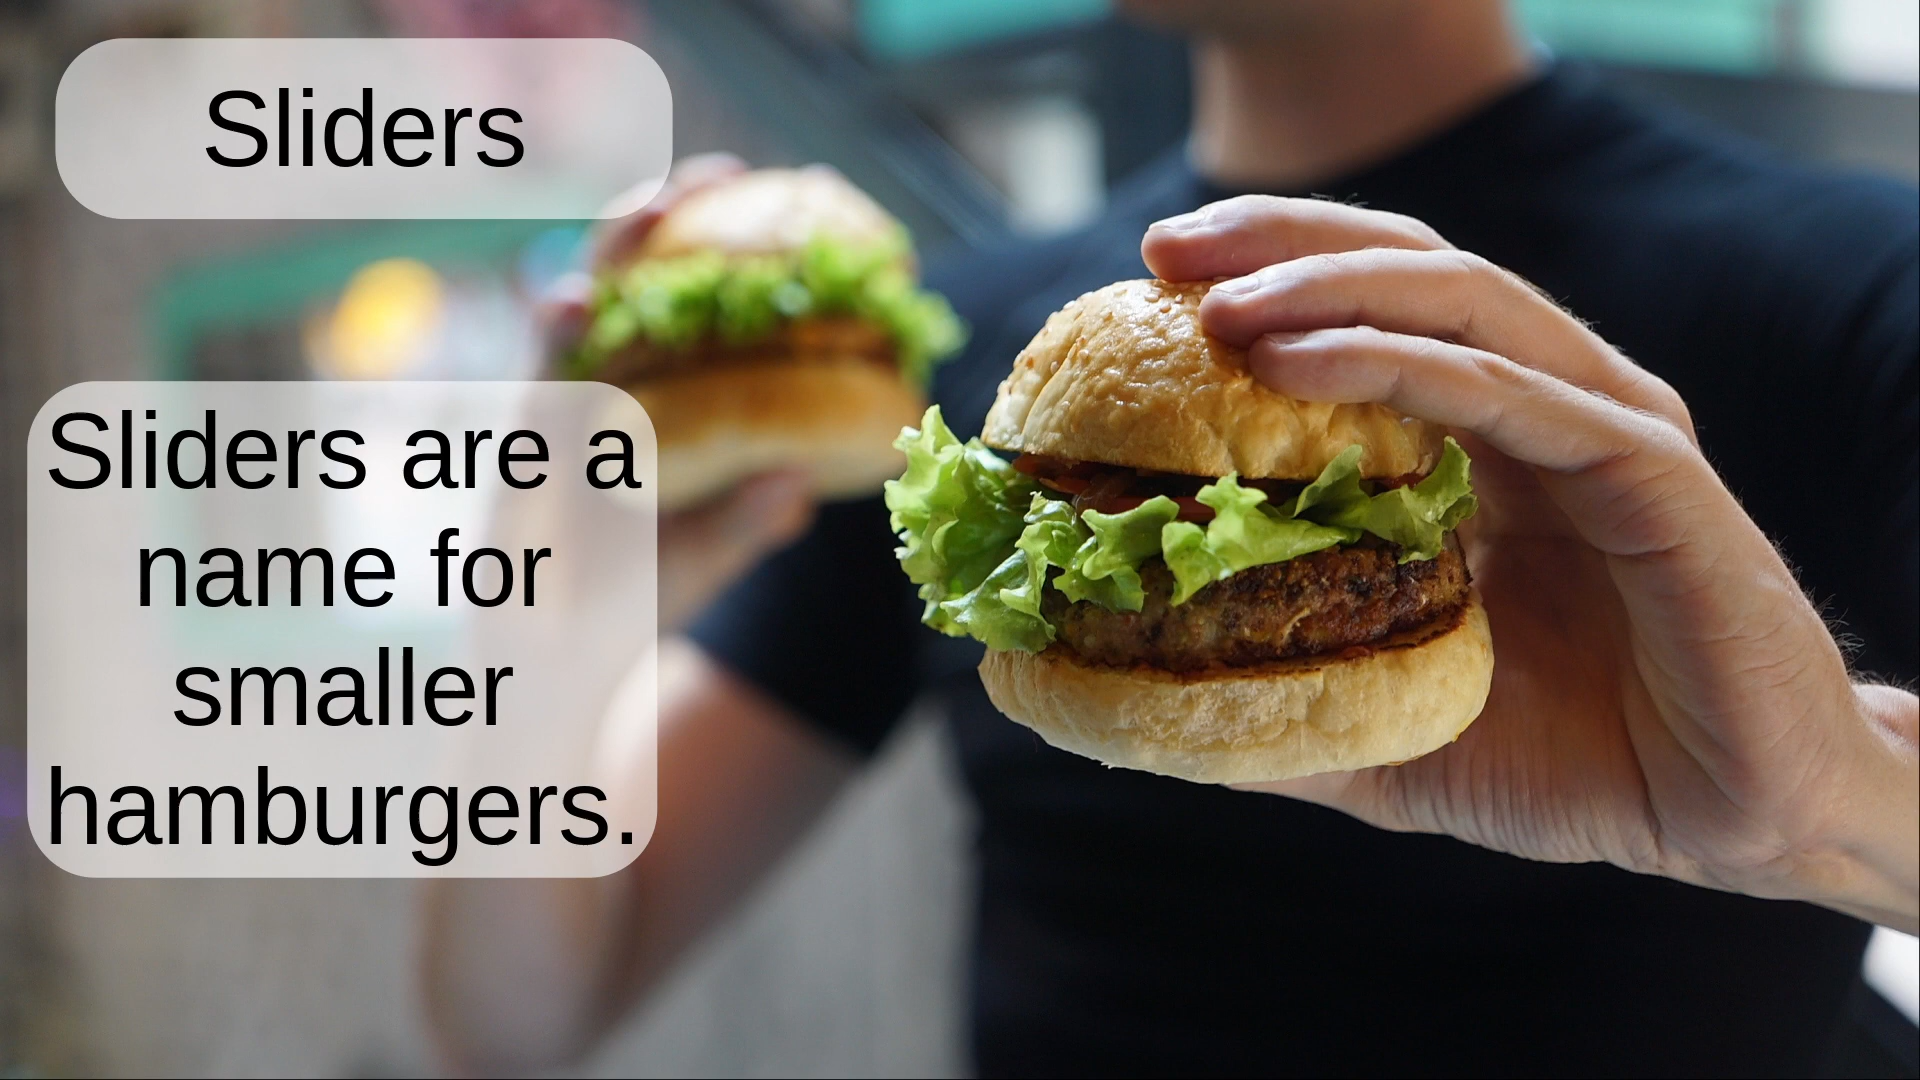 Sliders
Sliders are a
name for
smaller
hamburgers.